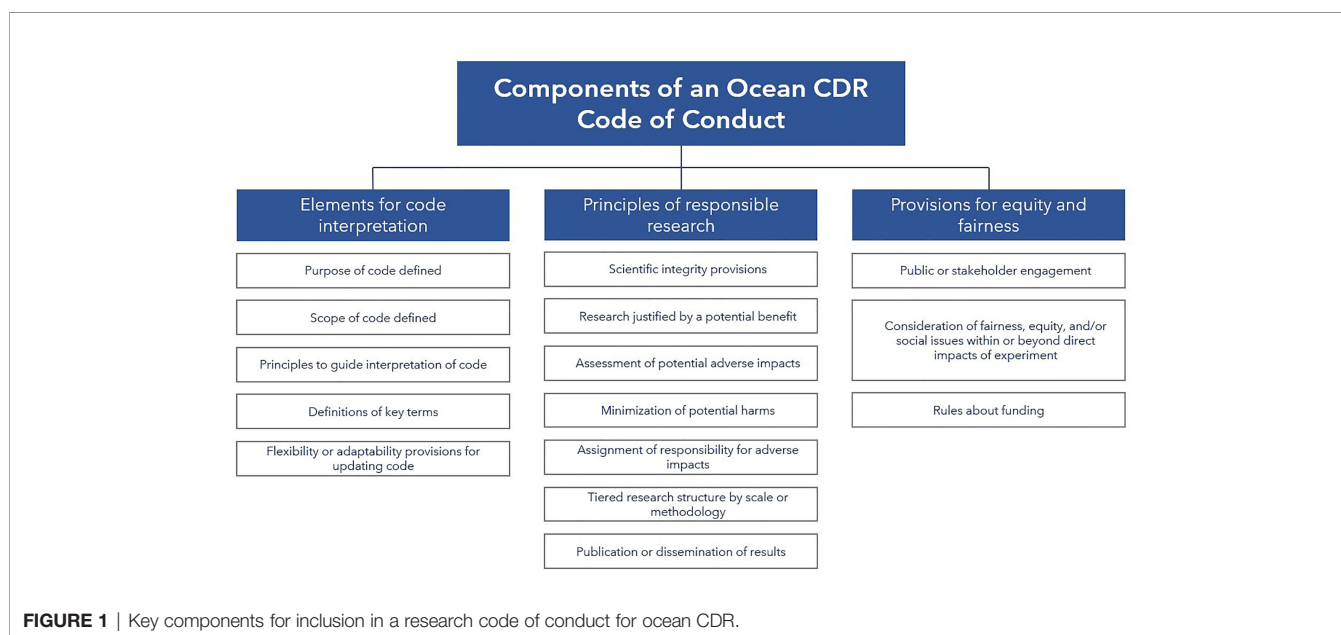 Components of an Ocean CDR
Code of Conduct
Elements for code
interpretation
Purpose of code defined
Scope of code defined
Principles to guide interpretation of code
Definitions of key terms
Flexibility or adaptability provisions for
updating code
Principles of responsible
research
Scientific integrity provisions
Research justified by a potential benefit
Assessment of potential adverse impacts
Minimization of potential harms
Assignment of responsibility for adverse
impacts
Tiered research structure by scale or
methodology
Publication or dissemination of results
Provisions for equity and
fairness
Public or stakeholder engagement
Consideration of fairness, equity, and/or
social issues within or beyond direct
impacts of experiment
Rules about funding
FIGURE 1 | Key components for inclusion in a research code of conduct for ocean CDR.